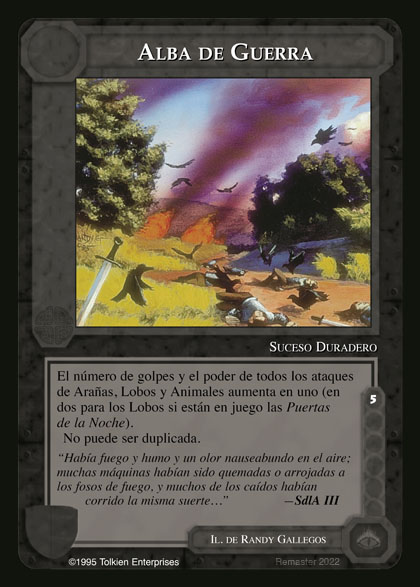 Alba de Guerra
Suceso Duradero
El número de golpes y el poder de todos los ataques
de Arañas, Lobos y Animales aumenta en uno (en
dos para los Lobos si están en juego las Puertas
de la Noche).
No puede ser duplicada.
5
“Había fuego y humo y un olor nauseabundo en el aire;
muchas máquinas habían sido quemadas o arrojadas a
los fosos de fuego, y muchos de los caídos habían
corrido la misma suerte…” —SdlA III
Il. de Randy Gallegos
©1995 Tolkien Enterprises
Remaster 2022